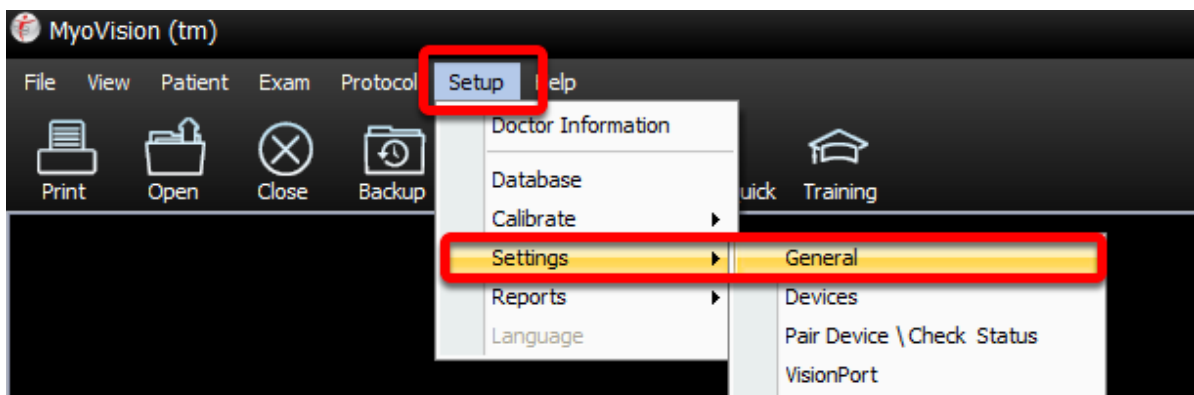 MyoVision (tm)
File View Patient Exam Protocol Setup elp
Print Open Close Backup uick Training
Doctor Information
Database
Calibrate
Settings
Reports
Language
General
Devices
Pair Device \ Check Status
VisionPort